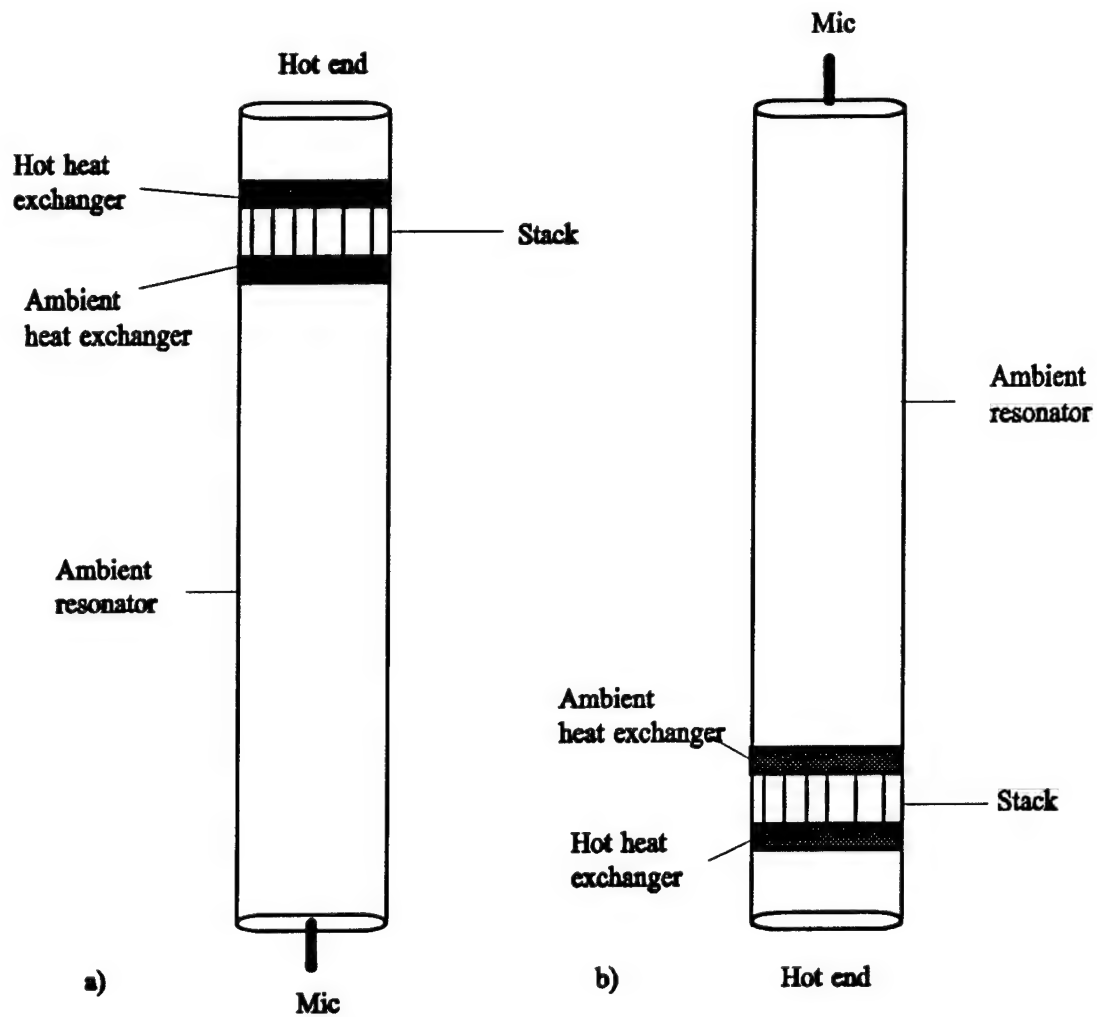 Hot end
Hot heat
exchanger
Stack
Ambient
heat exchanger
Ambient
resonator
a)
Mic
Mic
Ambient
resonator
Ambient
heat exchanger
Stack
Hot heat
exchanger
b)
Hot end